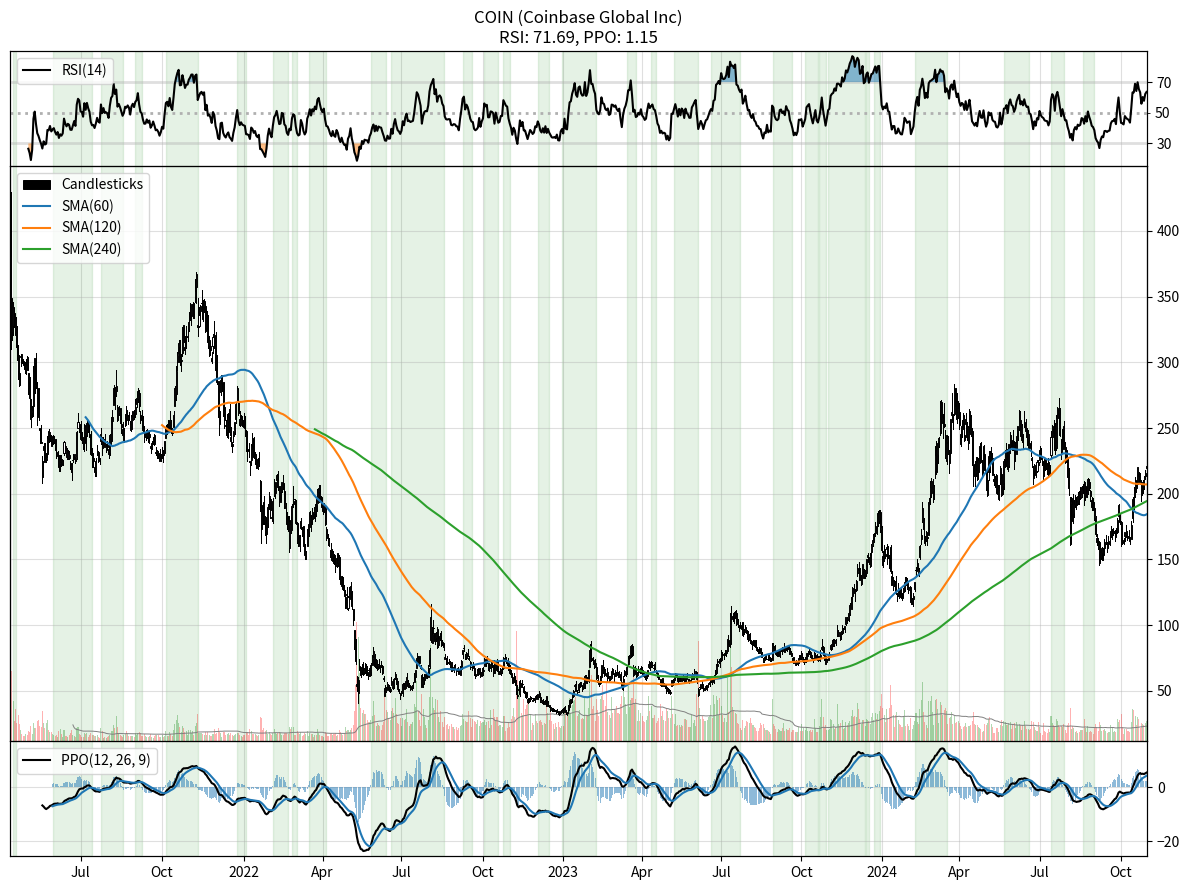 COIN (Coinbase Global Inc)
RSI: 71.69, PPO: 1.15
RSI(14)
70
50
30
Candlesticks
SMA(60)
SMA(120)
SMA(240)
400
350
300
250
200
150
100
50
PPO(12, 26, 9)
0
−20
Jul Oct 2022 Apr Jul Oct 2023 Apr Jul Oct 2024 Apr Jul Oct